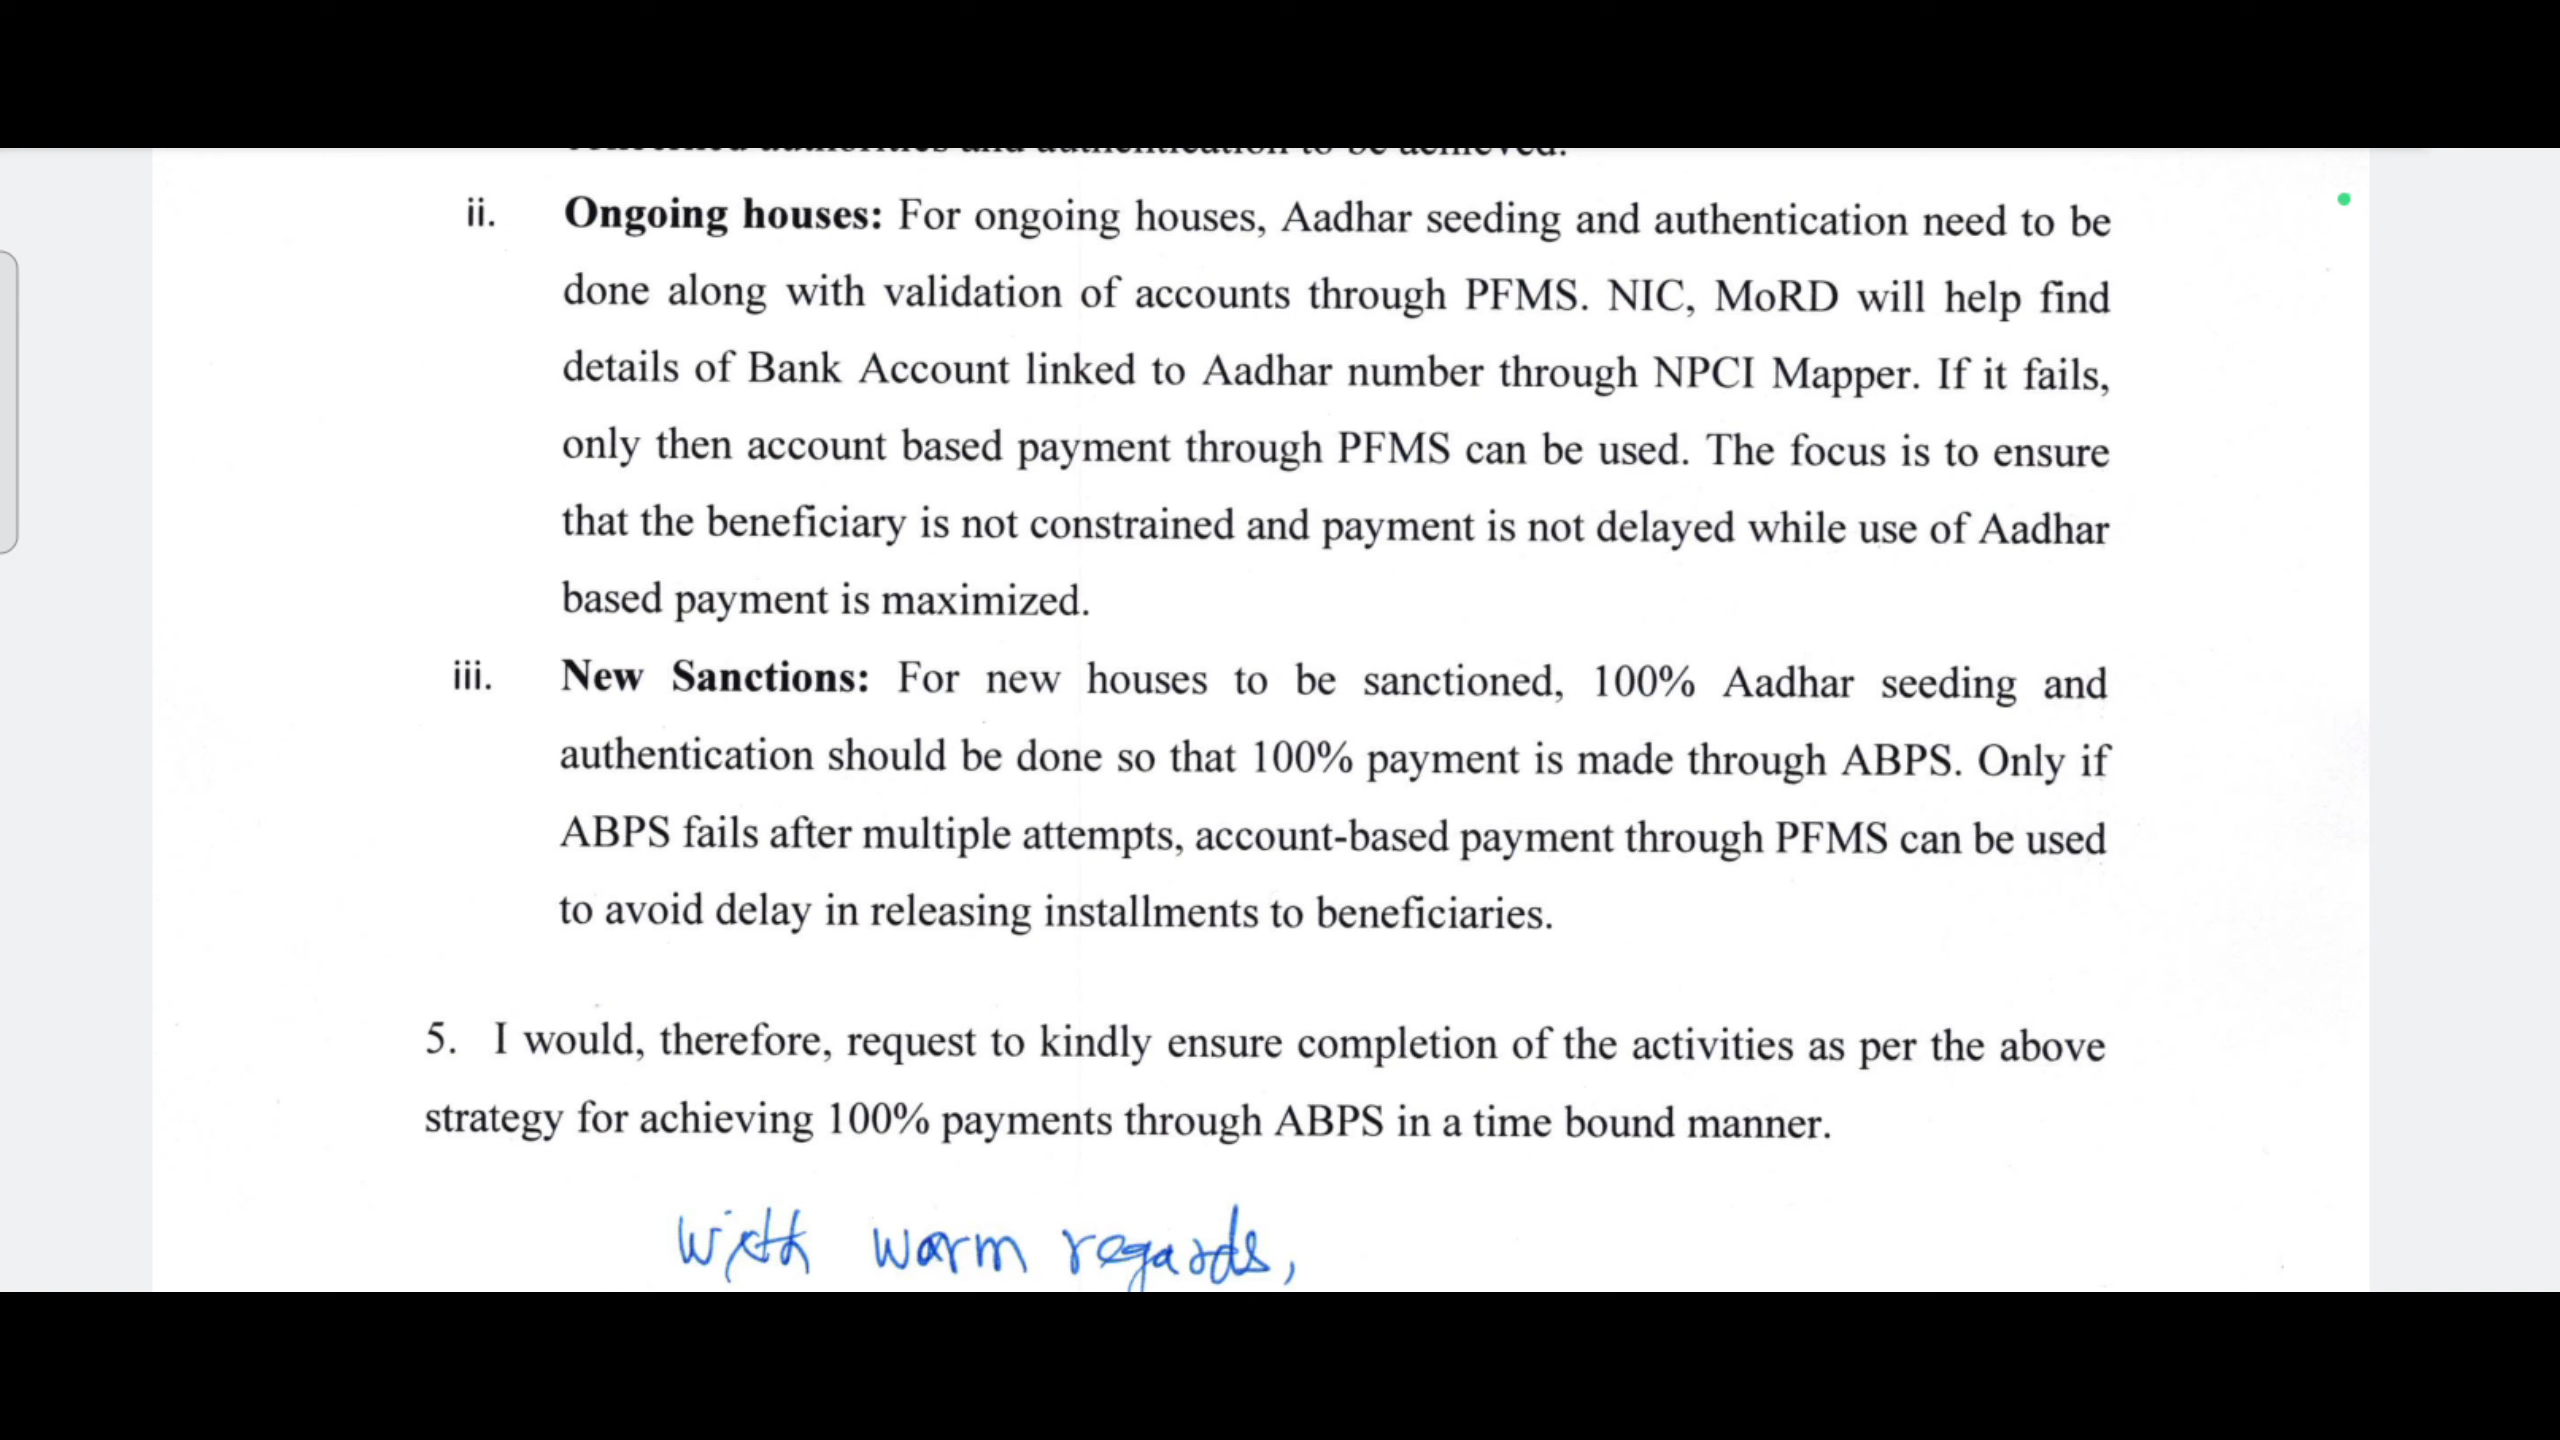 concerned authorities and authentication to be achieved.
ii. Ongoing houses: For ongoing houses, Aadhar seeding and authentication need to be
done along with validation of accounts through PFMS. NIC, MoRD will help find
details of Bank Account linked to Aadhar number through NPCI Mapper. If it fails,
only then account based payment through PFMS can be used. The focus is to ensure
that the beneficiary is not constrained and payment is not delayed while use of Aadhar
based payment is maximized.
iii. New Sanctions: For new houses to be sanctioned, 100% Aadhar seeding and
authentication should be done so that 100% payment is made through ABPS. Only if
ABPS fails after multiple attempts, account-based payment through PFMS can be used
to avoid delay in releasing installments to beneficiaries.
5. I would, therefore, request to kindly ensure completion of the activities as per the above
strategy for achieving 100% payments through ABPS in a time bound manner.
with warm regards,